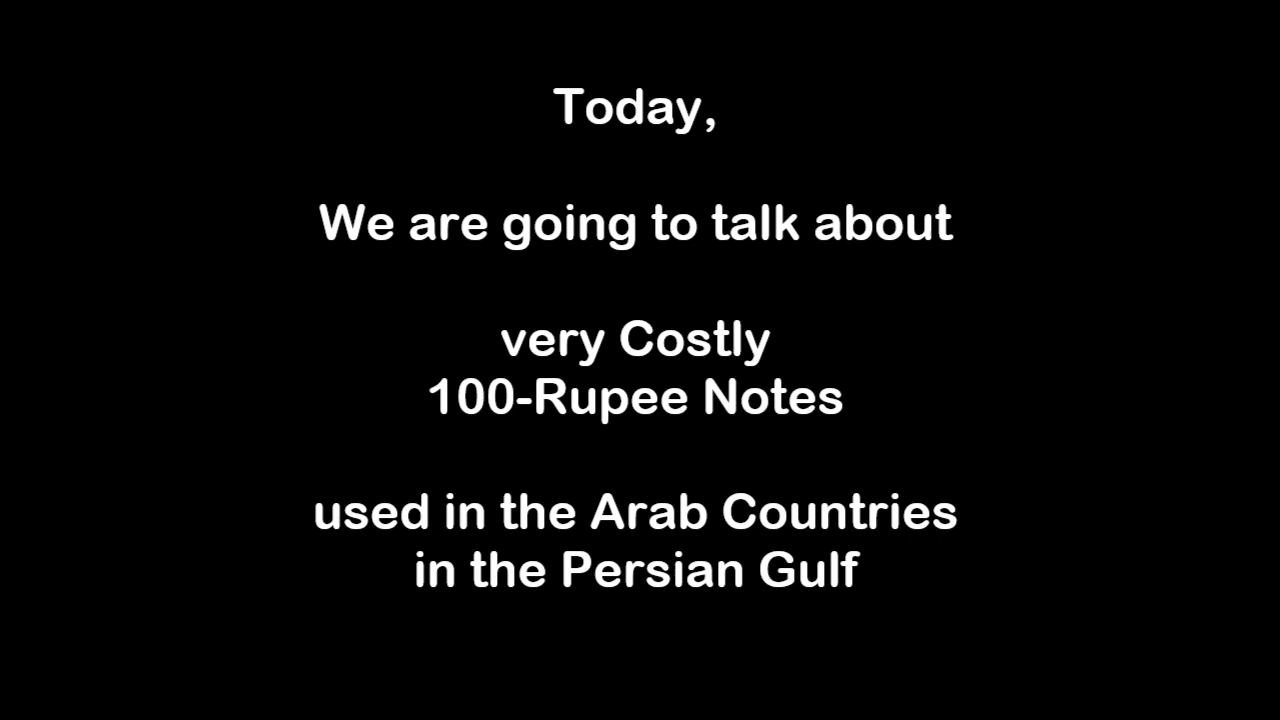 Today,
We are going to talk about
very Costly
100-Rupee Notes
used in the Arab Countries
in the Persian Gulf